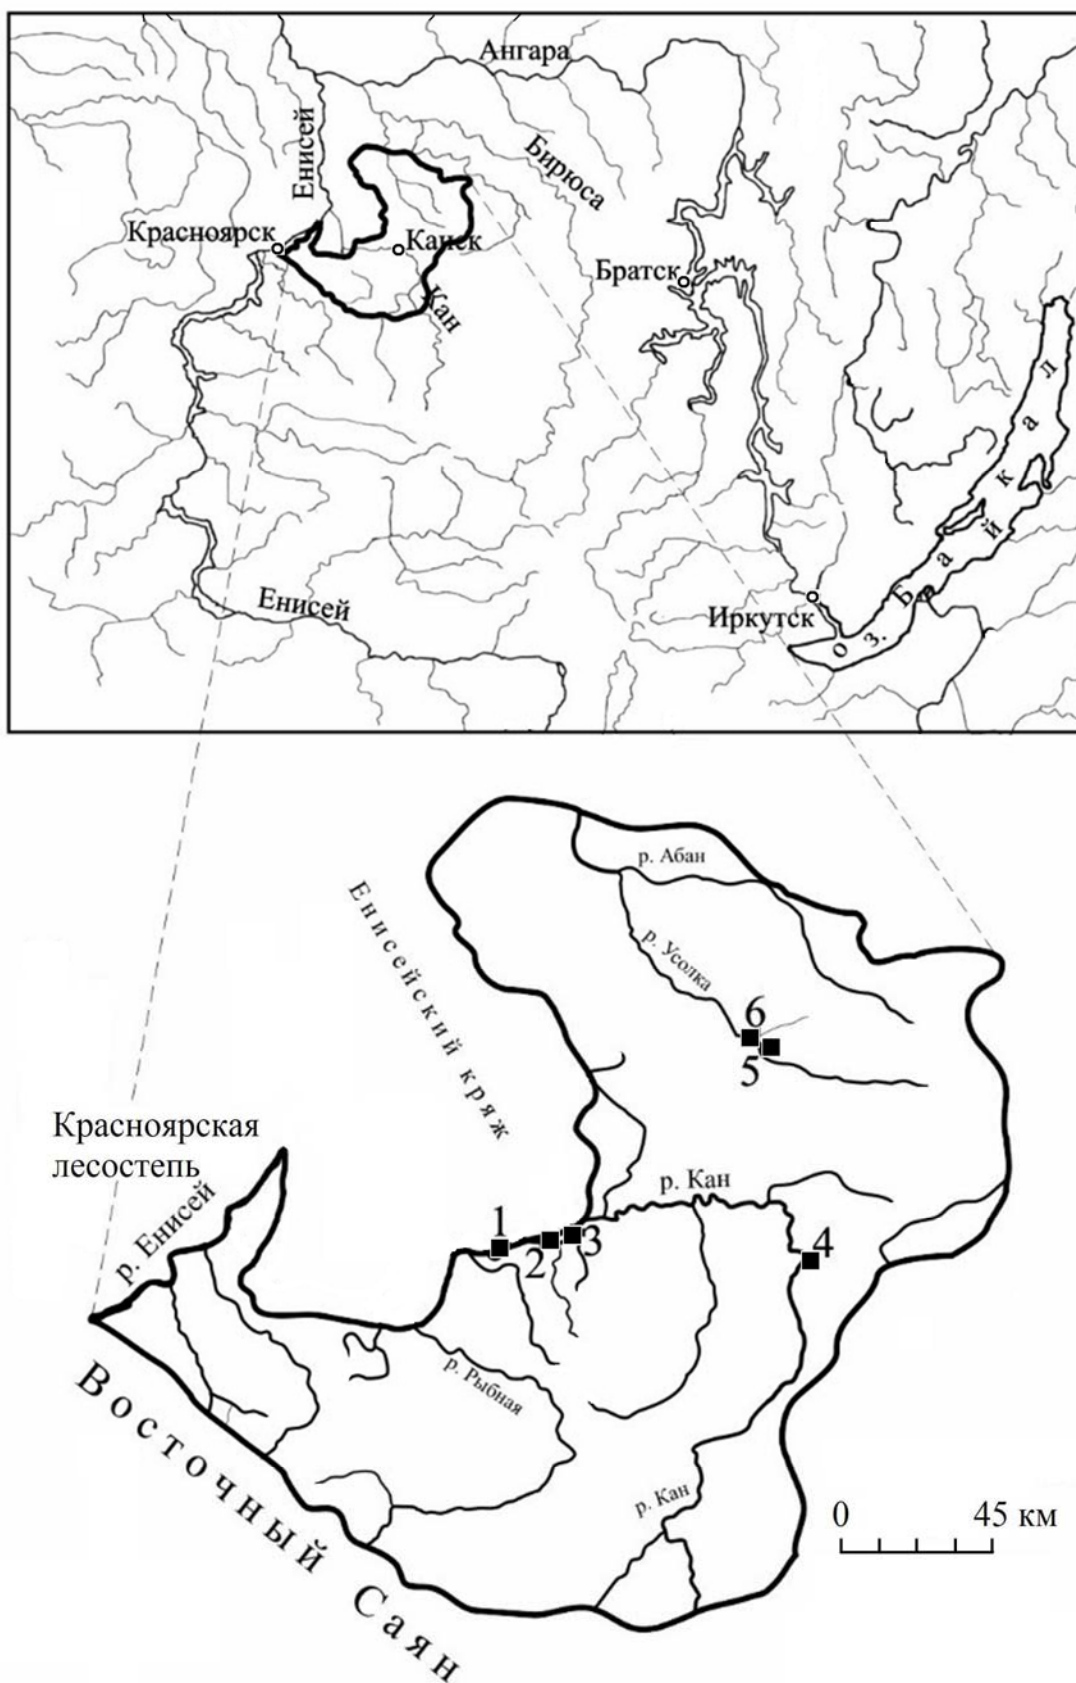 Ангара
Енисей
Бирюса
Красноярск
Канск
Братск
Кан
Енисей
Иркутск
оз. Байкал
р. Абан
Енисейский кряж
р. Усолка
6
5
Красноярская
лесостепь
р. Енисей
р. Кан
1
2
3
4
р. Рыбная
Восточный Саян
р. Кан
0 45 км